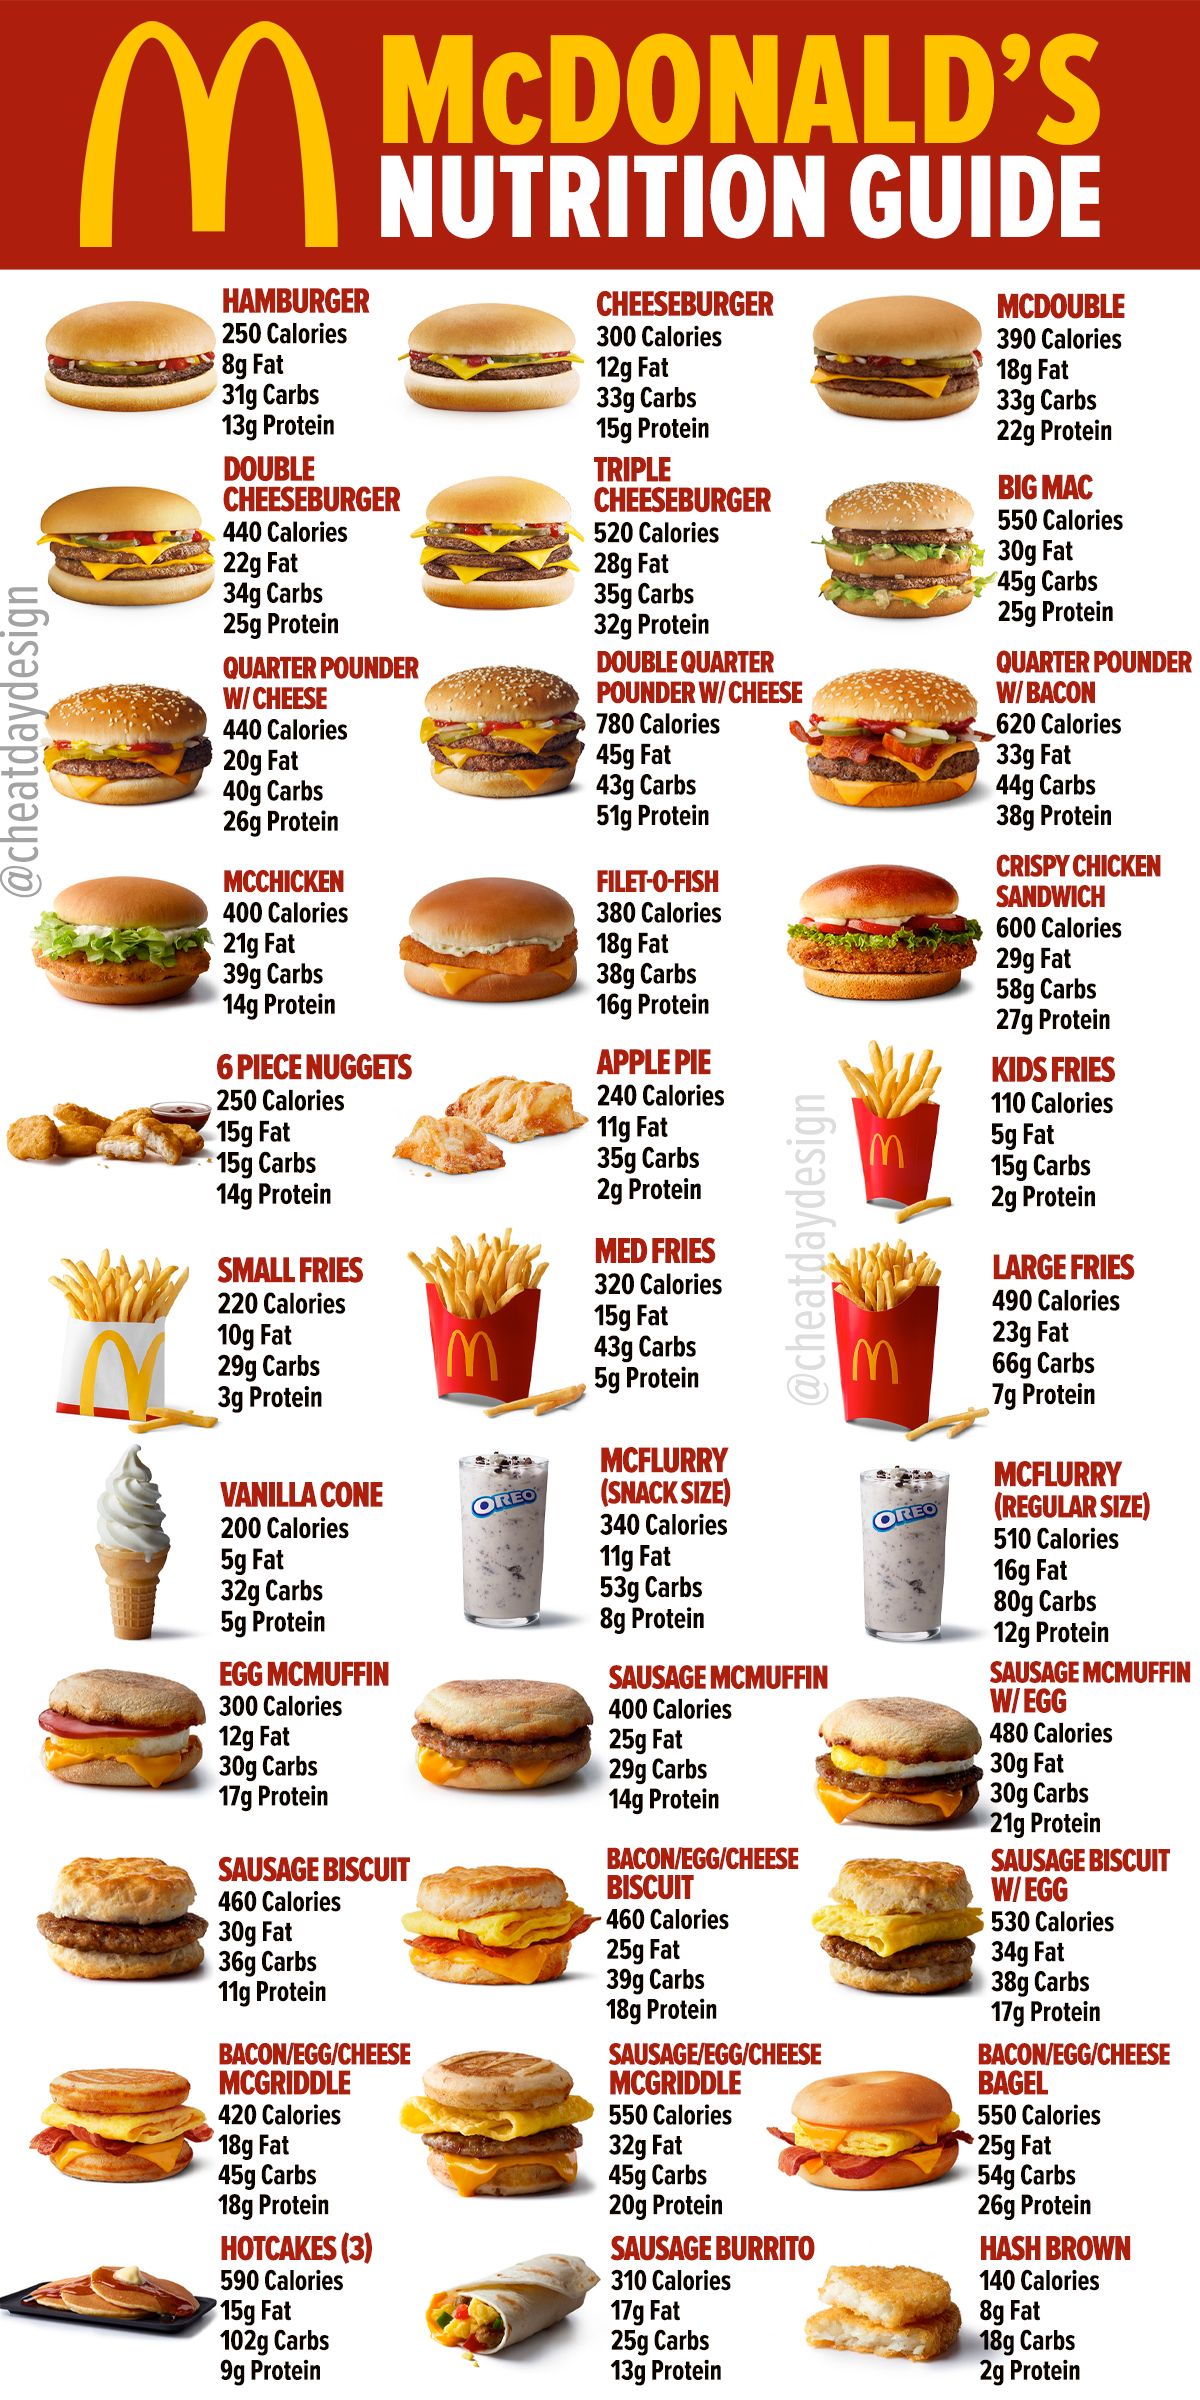 McDONALD'S
NUTRITION GUIDE
HAMBURGER
250 Calories
8g Fat
31g Carbs
13g Protein
CHEESEBURGER
300 Calories
12g Fat
33g Carbs
15g Protein
MCDOUBLE
390 Calories
18g Fat
33g Carbs
22g Protein
DOUBLE
CHEESEBURGER
440 Calories
22g Fat
34g Carbs
25g Protein
TRIPLE
CHEESEBURGER
520 Calories
28g Fat
35g Carbs
32g Protein
BIG MAC
550 Calories
30g Fat
45g Carbs
25g Protein
@cheatdaydesign
QUARTER POUNDER
W/ CHEESE
440 Calories
20g Fat
40g Carbs
26g Protein
DOUBLE QUARTER
POUNDER W/ CHEESE
780 Calories
45g Fat
43g Carbs
51g Protein
QUARTER POUNDER
W/ BACON
620 Calories
33g Fat
44g Carbs
38g Protein
MCCHICKEN
400 Calories
21g Fat
39g Carbs
14g Protein
FILET-O-FISH
380 Calories
18g Fat
38g Carbs
16g Protein
CRISPY CHICKEN
SANDWICH
600 Calories
29g Fat
58g Carbs
27g Protein
6 PIECE NUGGETS
250 Calories
15g Fat
15g Carbs
14g Protein
APPLE PIE
240 Calories
11g Fat
35g Carbs
2g Protein
KIDS FRIES
110 Calories
5g Fat
15g Carbs
2g Protein
@cheatdaydesign
SMALL FRIES
220 Calories
10g Fat
29g Carbs
3g Protein
MED FRIES
320 Calories
15g Fat
43g Carbs
5g Protein
LARGE FRIES
490 Calories
23g Fat
66g Carbs
7g Protein
VANILLA CONE
200 Calories
5g Fat
32g Carbs
5g Protein
OREO
MCFLURRY
(SNACK SIZE)
340 Calories
11g Fat
53g Carbs
8g Protein
OREO
MCFLURRY
(REGULAR SIZE)
510 Calories
16g Fat
80g Carbs
12g Protein
EGG MCMUFFIN
300 Calories
12g Fat
30g Carbs
17g Protein
SAUSAGE MCMUFFIN
400 Calories
25g Fat
29g Carbs
14g Protein
SAUSAGE MCMUFFIN
W/ EGG
480 Calories
30g Fat
30g Carbs
21g Protein
SAUSAGE BISCUIT
460 Calories
30g Fat
36g Carbs
11g Protein
BACON/EGG/CHEESE
BISCUIT
460 Calories
25g Fat
39g Carbs
18g Protein
SAUSAGE BISCUIT
W/ EGG
530 Calories
34g Fat
38g Carbs
17g Protein
BACON/EGG/CHEESE
MCGRIDDLE
420 Calories
18g Fat
45g Carbs
18g Protein
SAUSAGE/EGG/CHEESE
MCGRIDDLE
550 Calories
32g Fat
45g Carbs
20g Protein
BACON/EGG/CHEESE
BAGEL
550 Calories
25g Fat
54g Carbs
26g Protein
HOTCAKES (3)
590 Calories
15g Fat
102g Carbs
9g Protein
SAUSAGE BURRITO
310 Calories
17g Fat
25g Carbs
13g Protein
HASH BROWN
140 Calories
8g Fat
18g Carbs
2g Protein